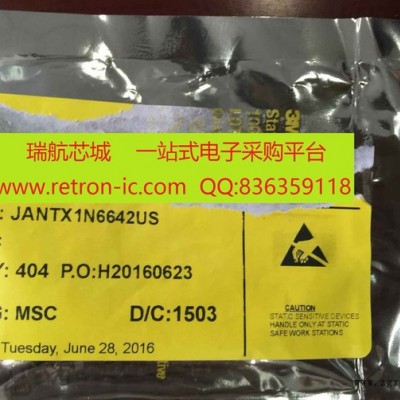 3M
Stat
瑞航芯城 一站式电子采购平台
www.retron-ic.com QQ:836359118
: JANTX1N6642US
Y: 404 P.O:H20160623
G: MSC D/C:1503
Tuesday, June 28, 2016
CAUTION
STATIC SENSITIVE DEVICES
HANDLE ONLY AT STATIC
SAFE WORK STATIONS